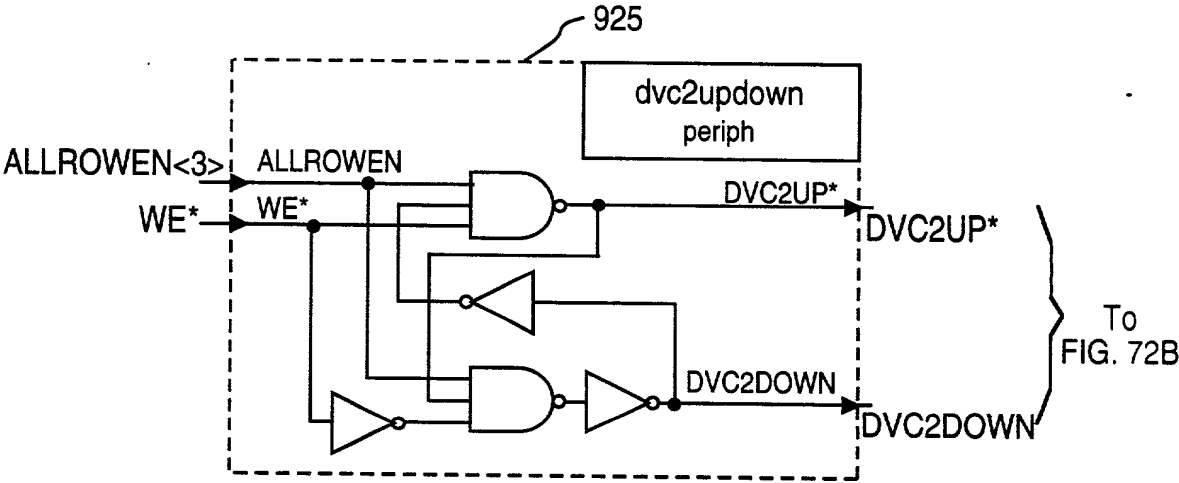 925
dvc2updown
periph
ALLROWEN<3>
ALLROWEN
WE*
WE*
DVC2UP*
DVC2UP*
To
FIG. 72B
DVC2DOWN
DVC2DOWN